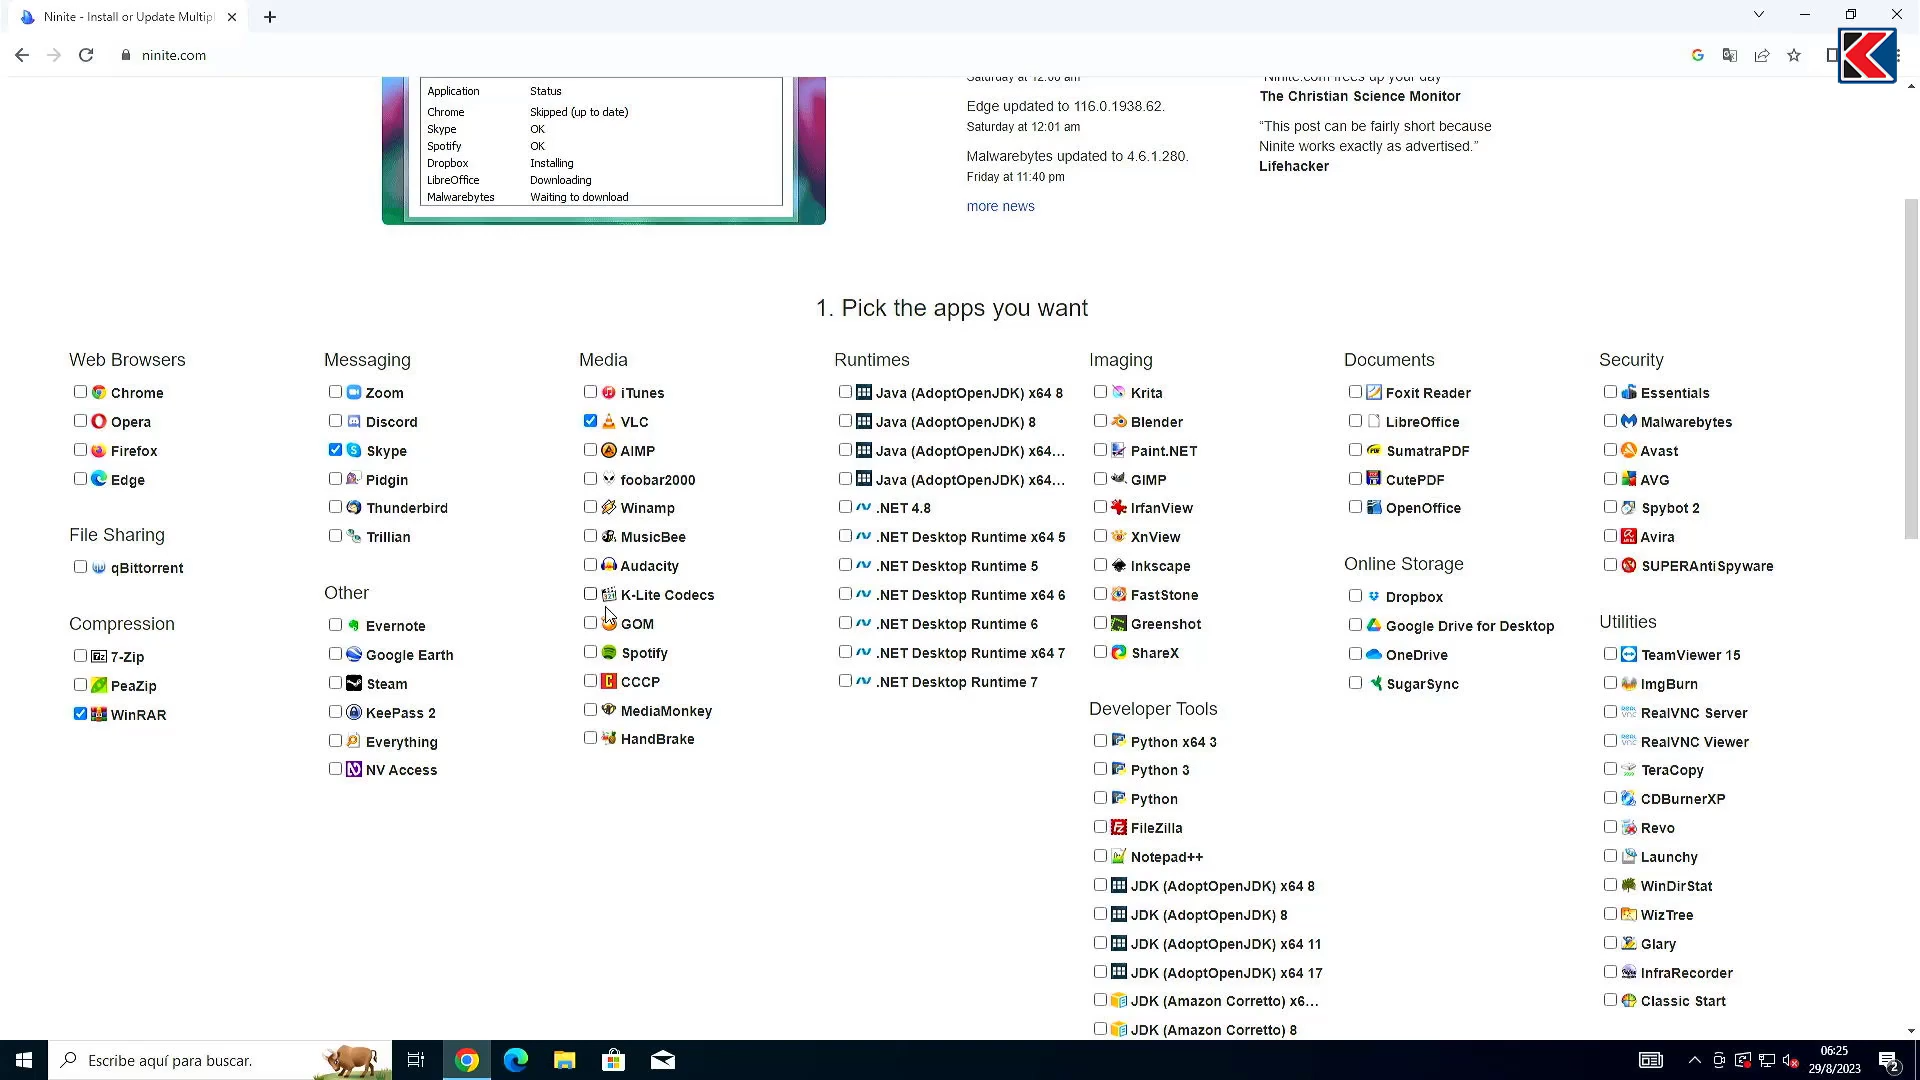 Ninite - Install or Update Multipl
ninite.com
Application Status
Chrome Skipped (up to date)
Skype OK
Spotify OK
Dropbox Installing
LibreOffice Downloading
Malwarebytes Waiting to download
Saturday at 12:00 am
Edge updated to 116.0.1938.62.
Saturday at 12:01 am
Malwarebytes updated to 4.6.1.280.
Friday at 11:40 pm
more news
"Ninite.com frees up your day"
The Christian Science Monitor
“This post can be fairly short because
Ninite works exactly as advertised.”
Lifehacker
1. Pick the apps you want
Web Browsers
Chrome
Opera
Firefox
Edge
File Sharing
qBittorrent
Compression
7-Zip
PeaZip
WinRAR
Messaging
Zoom
Discord
Skype
Pidgin
Thunderbird
Trillian
Other
Evernote
Google Earth
Steam
KeePass 2
Everything
NV Access
Media
iTunes
VLC
AIMP
foobar2000
Winamp
MusicBee
Audacity
K-Lite Codecs
GOM
Spotify
CCCP
MediaMonkey
HandBrake
Runtimes
Java (AdoptOpenJDK) x64 8
Java (AdoptOpenJDK) 8
Java (AdoptOpenJDK) x64...
Java (AdoptOpenJDK) x64...
.NET 4.8
.NET Desktop Runtime x64 5
.NET Desktop Runtime 5
.NET Desktop Runtime x64 6
.NET Desktop Runtime 6
.NET Desktop Runtime x64 7
.NET Desktop Runtime 7
Imaging
Krita
Blender
Paint.NET
GIMP
IrfanView
XnView
Inkscape
FastStone
Greenshot
ShareX
Developer Tools
Python x64 3
Python 3
Python
FileZilla
Notepad++
JDK (AdoptOpenJDK) x64 8
JDK (AdoptOpenJDK) 8
JDK (AdoptOpenJDK) x64 11
JDK (AdoptOpenJDK) x64 17
JDK (Amazon Corretto) x6...
JDK (Amazon Corretto) 8
Documents
Foxit Reader
LibreOffice
SumatraPDF
CutePDF
OpenOffice
Online Storage
Dropbox
Google Drive for Desktop
OneDrive
SugarSync
Security
Essentials
Malwarebytes
Avast
AVG
Spybot 2
Avira
SUPERAntiSpyware
Utilities
TeamViewer 15
ImgBurn
RealVNC Server
RealVNC Viewer
TeraCopy
CDBurnerXP
Revo
Launchy
WinDirStat
WizTree
Glary
InfraRecorder
Classic Start
Escribe aquí para buscar.
06:25
29/8/2023
2